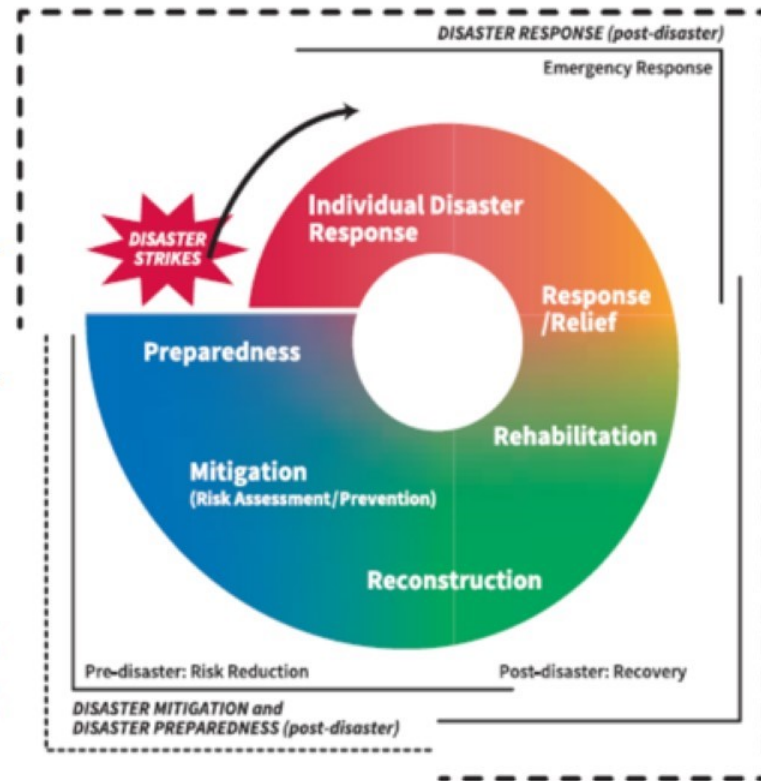 DISASTER RESPONSE (post-disaster)
Emergency Response
DISASTER
STRIKES
Individual Disaster
Response
Response
/Relief
Preparedness
Rehabilitation
Mitigation
(Risk Assessment/Prevention)
Reconstruction
Pre-disaster: Risk Reduction
Post-disaster: Recovery
DISASTER MITIGATION and
DISASTER PREPAREDNESS (post-disaster)